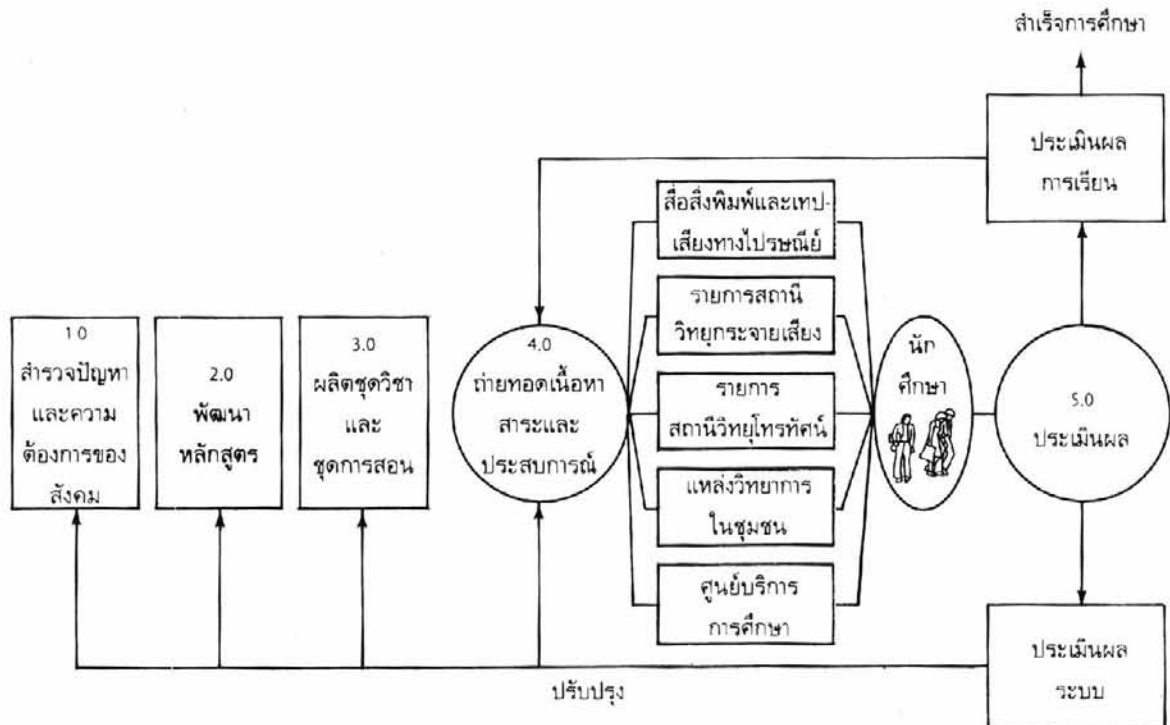 สำเร็จการศึกษา
ประเมินผล
การเรียน
สื่อสิ่งพิมพ์และเทป-
เสียงทางไปรษณีย์
รายการสถานี
วิทยุกระจายเสียง
รายการ
สถานีวิทยุโทรทัศน์
แหล่งวิทยาการ
ในชุมชน
ศูนย์บริการ
การศึกษา
1.0
สำรวจปัญหา
และความ
ต้องการของ
สังคม
2.0
พัฒนา
หลักสูตร
3.0
ผลิตชุดวิชา
และ
ชุดการสอน
4.0
ถ่ายทอดเนื้อหา
สาระและ
ประสบการณ์
นัก
ศึกษา
5.0
ประเมินผล
ประเมินผล
ระบบ
ปรับปรุง